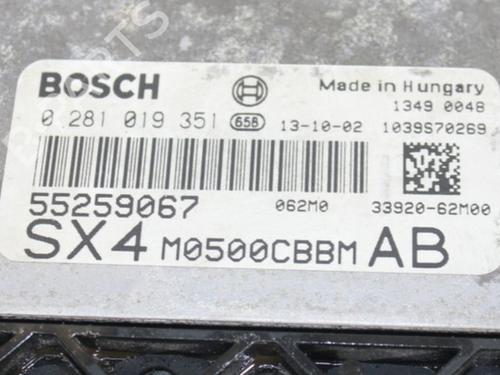 BOSCH Made in Hungary
1349 0048
0 281 019 351 658 13-10-02 1039S70269
55259067 062M0 33920-62M00
SX4 M0500CBBM AB